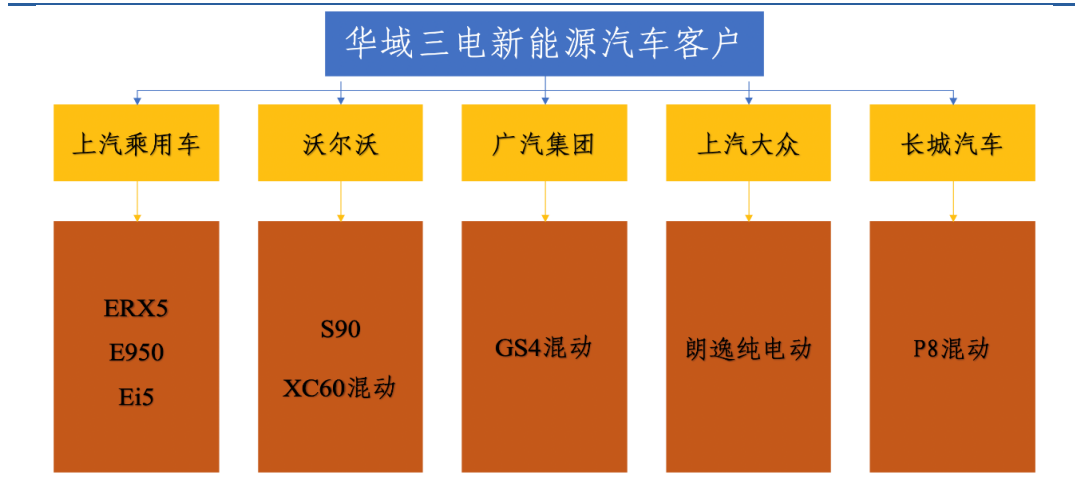 华域三电新能源汽车客户
上汽乘用车
沃尔沃
广汽集团
上汽大众
长城汽车
ERX5
E950
Ei5
S90
XC60混动
GS4混动
朗逸纯电动
P8混动